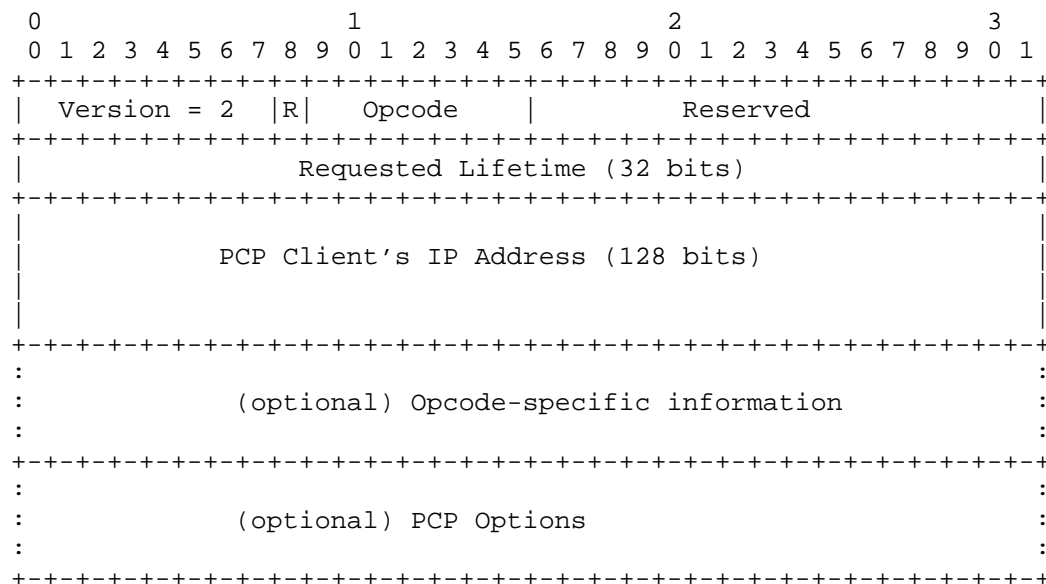 0                   1                   2                   3
 0 1 2 3 4 5 6 7 8 9 0 1 2 3 4 5 6 7 8 9 0 1 2 3 4 5 6 7 8 9 0 1
+-+-+-+-+-+-+-+-+-+-+-+-+-+-+-+-+-+-+-+-+-+-+-+-+-+-+-+-+-+-+-+-+
|  Version = 2  |R|   Opcode    |         Reserved              |
+-+-+-+-+-+-+-+-+-+-+-+-+-+-+-+-+-+-+-+-+-+-+-+-+-+-+-+-+-+-+-+-+
|                 Requested Lifetime (32 bits)                  |
+-+-+-+-+-+-+-+-+-+-+-+-+-+-+-+-+-+-+-+-+-+-+-+-+-+-+-+-+-+-+-+-+
|                                                               |
|            PCP Client’s IP Address (128 bits)                 |
|                                                               |
|                                                               |
+-+-+-+-+-+-+-+-+-+-+-+-+-+-+-+-+-+-+-+-+-+-+-+-+-+-+-+-+-+-+-+-+
:                                                               :
:             (optional) Opcode-specific information            :
:                                                               :
+-+-+-+-+-+-+-+-+-+-+-+-+-+-+-+-+-+-+-+-+-+-+-+-+-+-+-+-+-+-+-+-+
:                                                               :
:             (optional) PCP Options                            :
:                                                               :
+-+-+-+-+-+-+-+-+-+-+-+-+-+-+-+-+-+-+-+-+-+-+-+-+-+-+-+-+-+-+-+-+